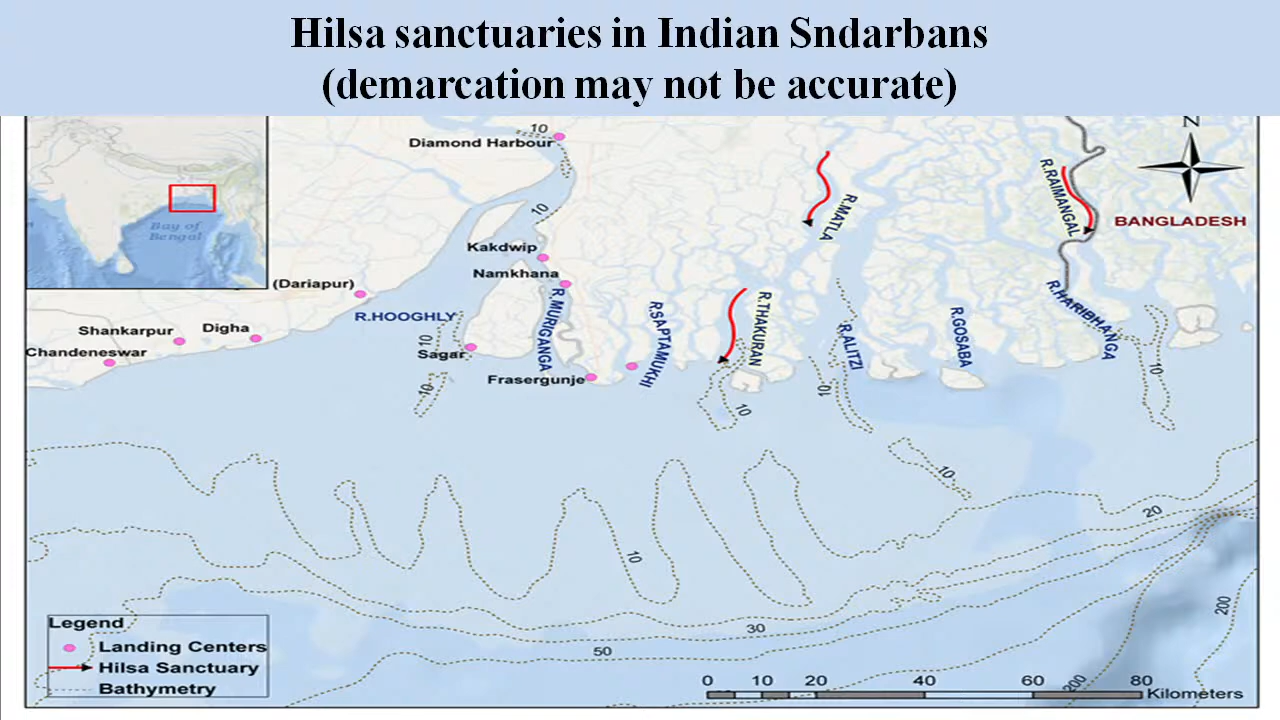 Hilsa sanctuaries in Indian Sndarbans
(demarcation may not be accurate)
10
Diamond Harbour
N
R.RAIMANGAL
BANGLADESH
R.MATLA
10
Bay of
Bengal
Kakdwip
Namkhana
(Dariapur)
R.HOOGHLY
R.MURIGANGA
R.SAPTAMUKHI
R.THAKURAN
R.ALITZI
R.GOSABA
R.HARIBHANGA
Shankarpur
Digha
10
Chandeneswar
Sagar
Frasergunje
10
10
10
10
10
20
10
30
50
200
200
Legend
Landing Centers
Hilsa Sanctuary
Bathymetry
0 10 20 40 60 80
Kilometers